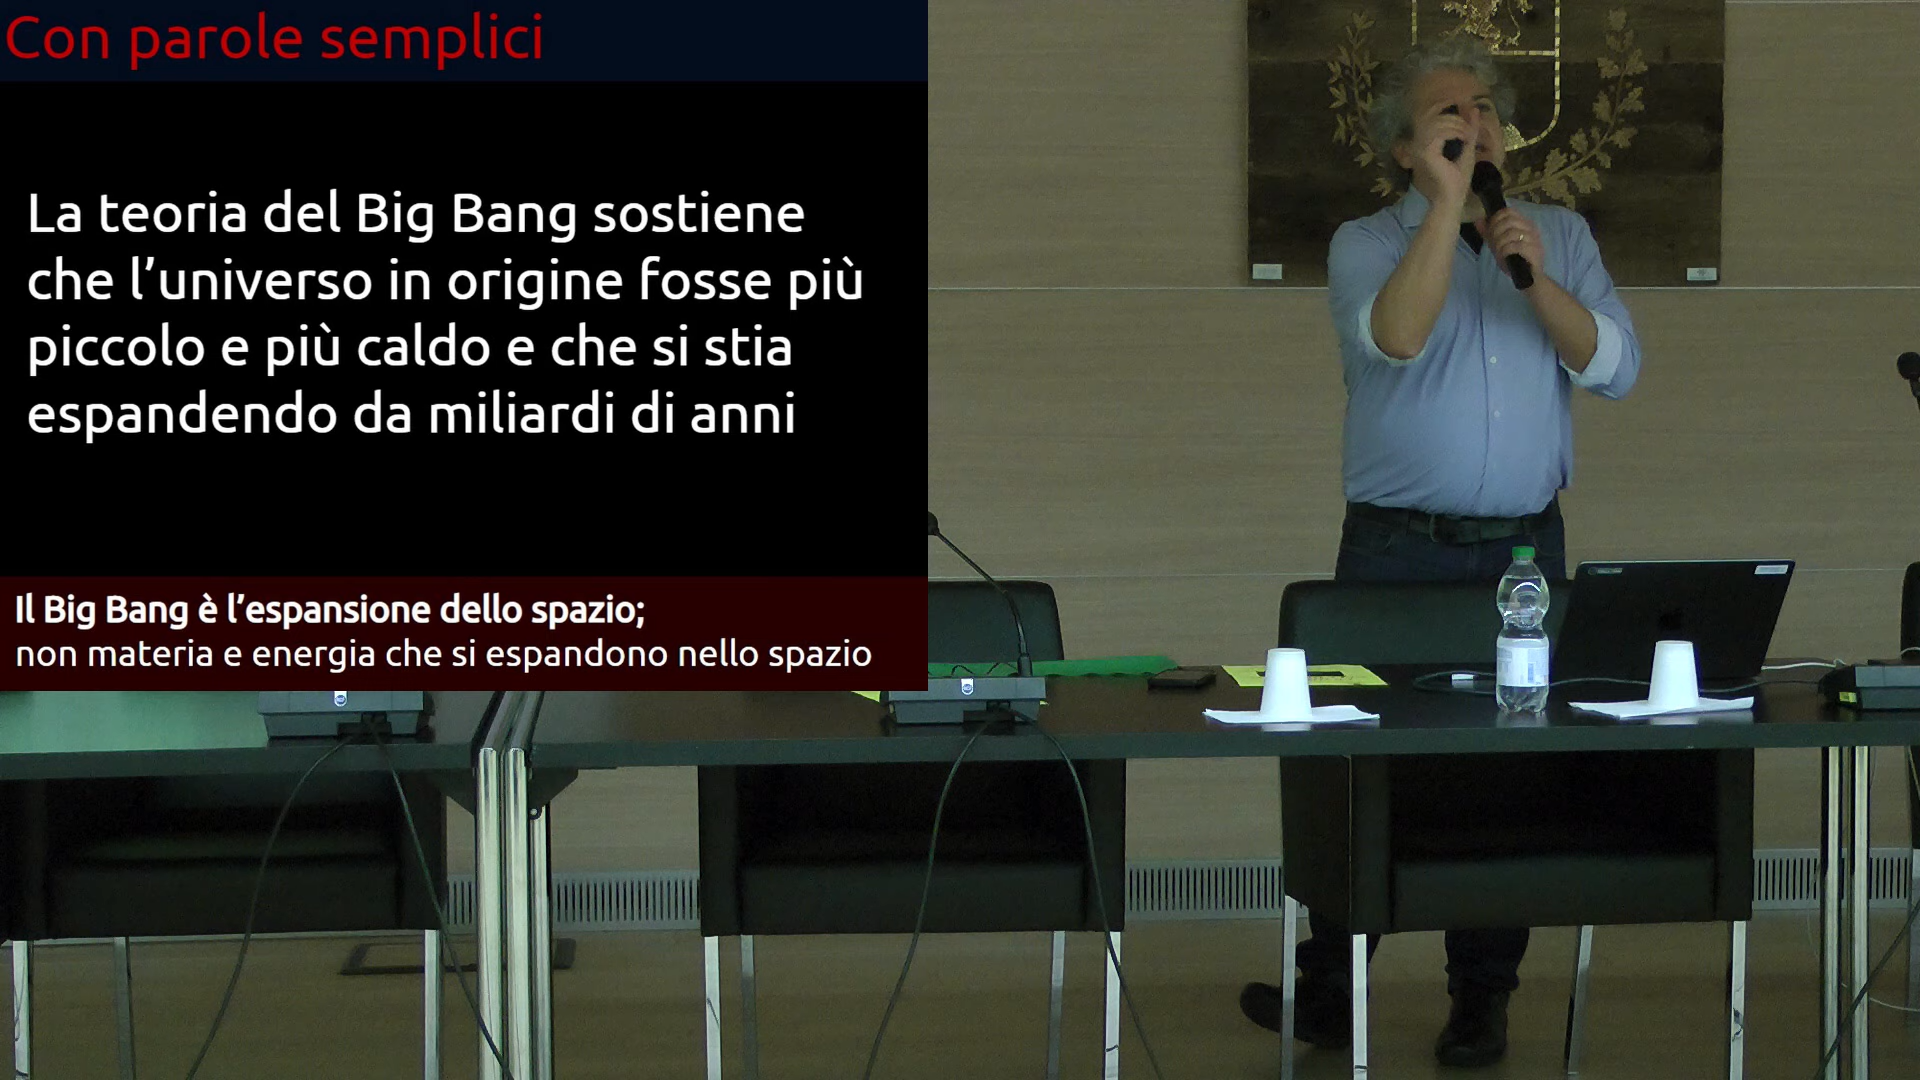 Con parole semplici
La teoria del Big Bang sostiene
che l’universo in origine fosse più
piccolo e più caldo e che si stia
espandendo da miliardi di anni
Il Big Bang è l’espansione dello spazio;
non materia e energia che si espandono nello spazio